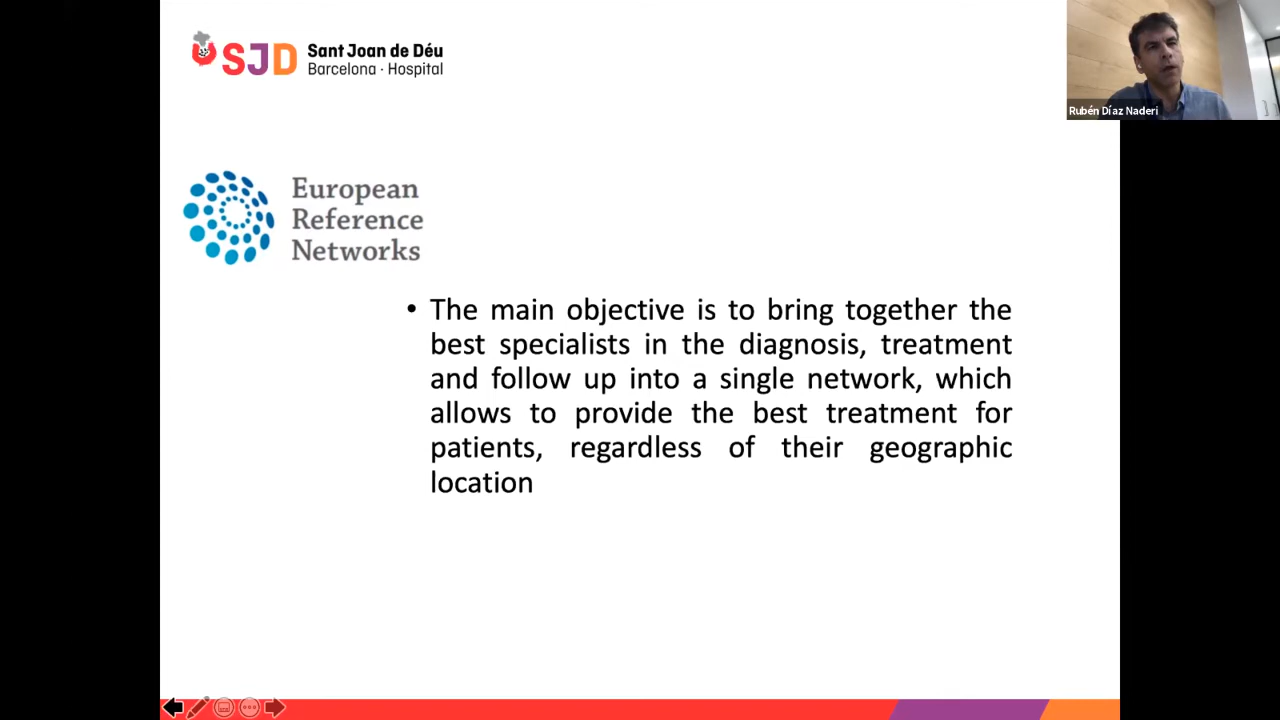 SJD
Sant Joan de Déu
Barcelona · Hospital
Rubén Díaz Naderi
European
Reference
Networks
• The main objective is to bring together the
best specialists in the diagnosis, treatment
and follow up into a single network, which
allows to provide the best treatment for
patients, regardless of their geographic
location